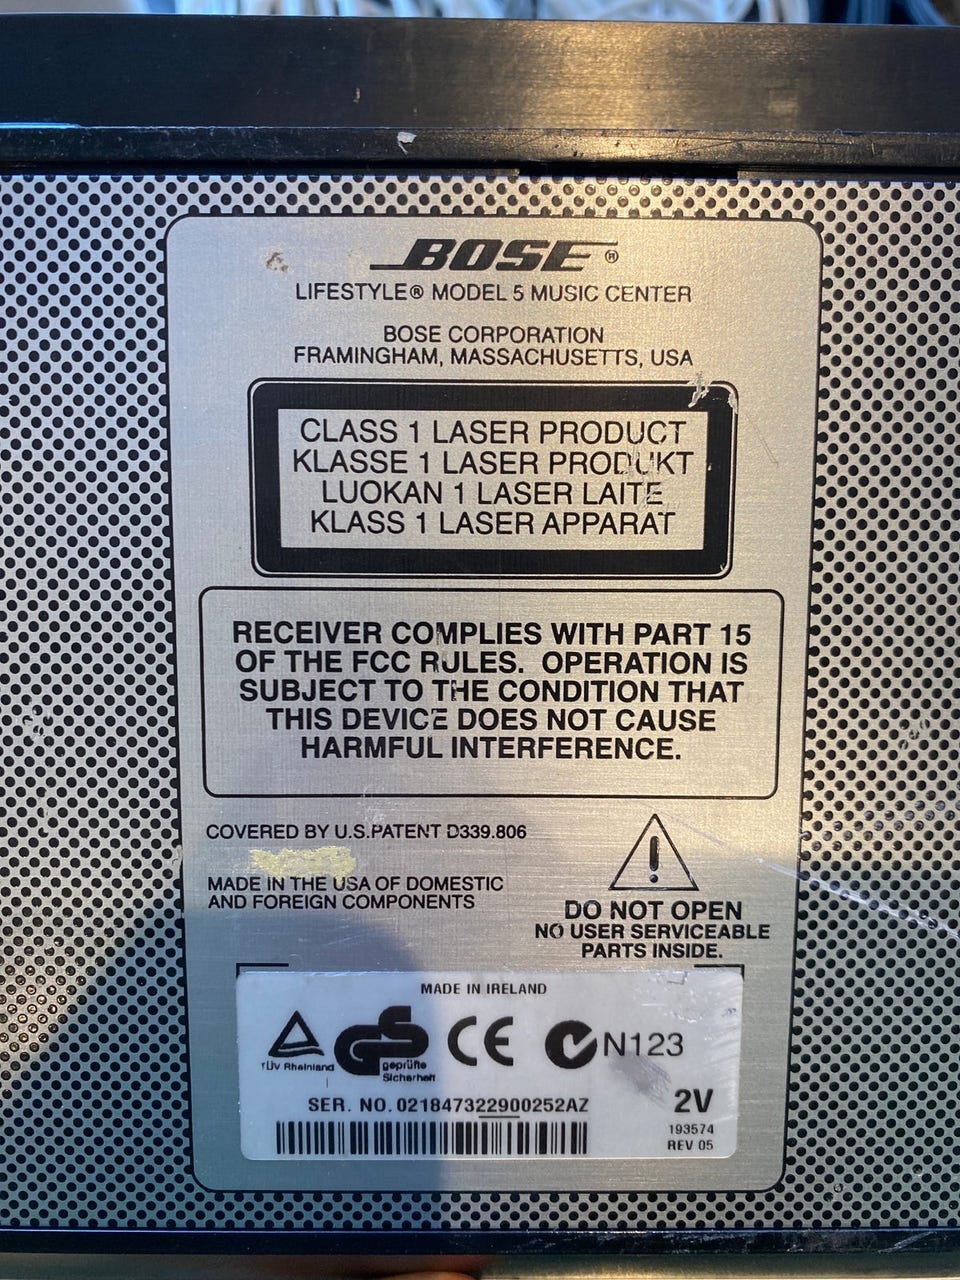 BOSE®
LIFESTYLE® MODEL 5 MUSIC CENTER
BOSE CORPORATION
FRAMINGHAM, MASSACHUSETTS, USA
CLASS 1 LASER PRODUCT
KLASSE 1 LASER PRODUKT
LUOKAN 1 LASER LAITE
KLASS 1 LASER APPARAT
RECEIVER COMPLIES WITH PART 15
OF THE FCC RULES. OPERATION IS
SUBJECT TO THE CONDITION THAT
THIS DEVICE DOES NOT CAUSE
HARMFUL INTERFERENCE.
COVERED BY U.S.PATENT D339.806
MADE IN THE USA OF DOMESTIC
AND FOREIGN COMPONENTS
!
DO NOT OPEN
NO USER SERVICEABLE
PARTS INSIDE.
MADE IN IRELAND
TÜV Rheinland
GS
geprüfte
Sicherheit
CE
N123
SER. NO. 021847322900252AZ
2V
193574
REV 05